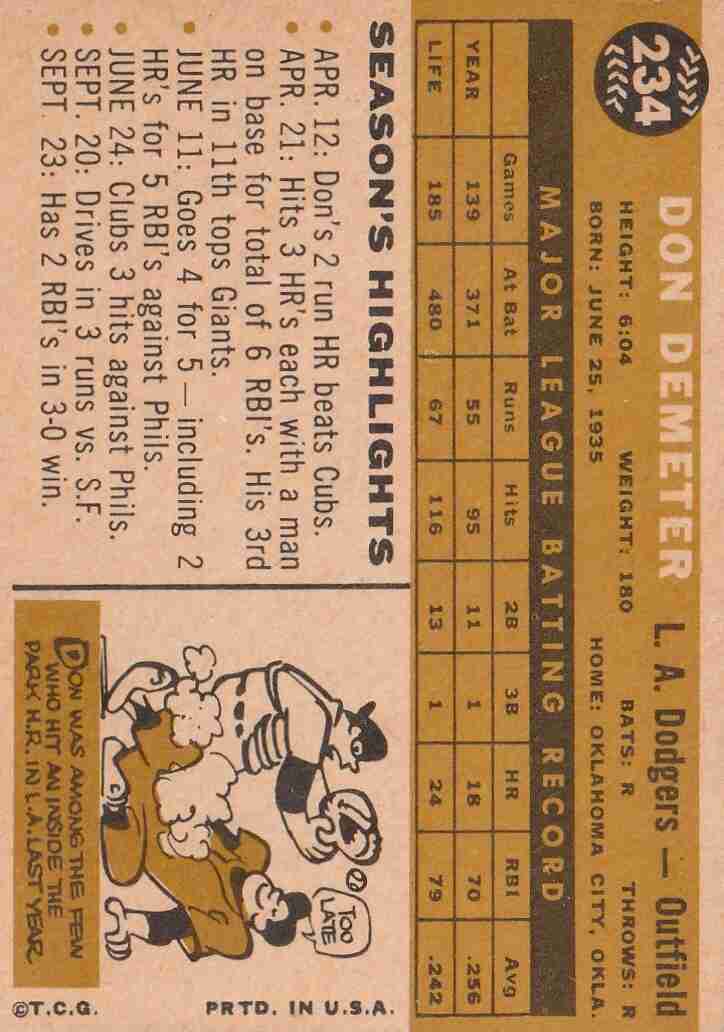 234
DON DEMETER L. A. Dodgers — Outfield
HEIGHT: 6:04 WEIGHT: 180 BATS: R THROWS: R
BORN: JUNE 25, 1935 HOME: OKLAHOMA CITY, OKLA.
MAJOR LEAGUE BATTING RECORD
Games At Bat Runs Hits 2B 3B HR RBI Avg
YEAR 139 371 55 95 11 1 18 70 .256
LIFE 185 480 67 116 13 1 24 79 .242
SEASON'S HIGHLIGHTS
• APR. 12: Don's 2 run HR beats Cubs.
• APR. 21: Hits 3 HR's each with a man
on base for total of 6 RBI's. His 3rd
HR in 11th tops Giants.
• JUNE 11: Goes 4 for 5 — including 2
HR's for 5 RBI's against Phils.
• JUNE 24: Clubs 3 hits against Phils.
• SEPT. 20: Drives in 3 runs vs. S.F.
• SEPT. 23: Has 2 RBI's in 3-0 win.
TOO
LATE
DON WAS AMONG THE FEW
WHO HIT AN INSIDE THE
PARK H.R. IN L.A. LAST YEAR.
©T.C.G. PRTD. IN U.S.A.